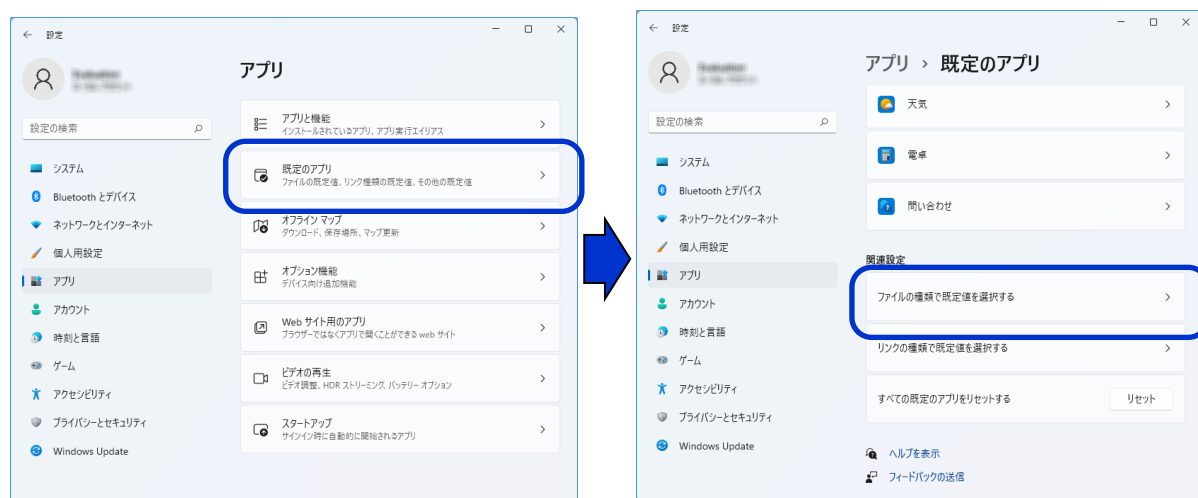 設定
アプリ
設定の検索
システム
Bluetooth とデバイス
ネットワークとインターネット
個人用設定
アプリ
アカウント
時刻と言語
ゲーム
アクセシビリティ
プライバシーとセキュリティ
Windows Update
アプリと機能
インストールされているアプリ、アプリ実行エイリアス
既定のアプリ
ファイルの既定値、リンク種類の既定値、その他の既定値
オフライン マップ
ダウンロード、保存場所、マップ更新
オプション機能
デバイス向け追加機能
Web サイト用のアプリ
ブラウザーではなくアプリで開くことができる web サイト
ビデオの再生
ビデオ調整、HDR ストリーミング、バッテリー オプション
スタートアップ
サインイン時に自動的に開始されるアプリ
設定
アプリ › 既定のアプリ
設定の検索
システム
Bluetooth とデバイス
ネットワークとインターネット
個人用設定
アプリ
アカウント
時刻と言語
ゲーム
アクセシビリティ
プライバシーとセキュリティ
Windows Update
天気
電卓
問い合わせ
関連設定
ファイルの種類で既定値を選択する
リンクの種類で既定値を選択する
すべての既定のアプリをリセットする リセット
ヘルプを表示
フィードバックの送信